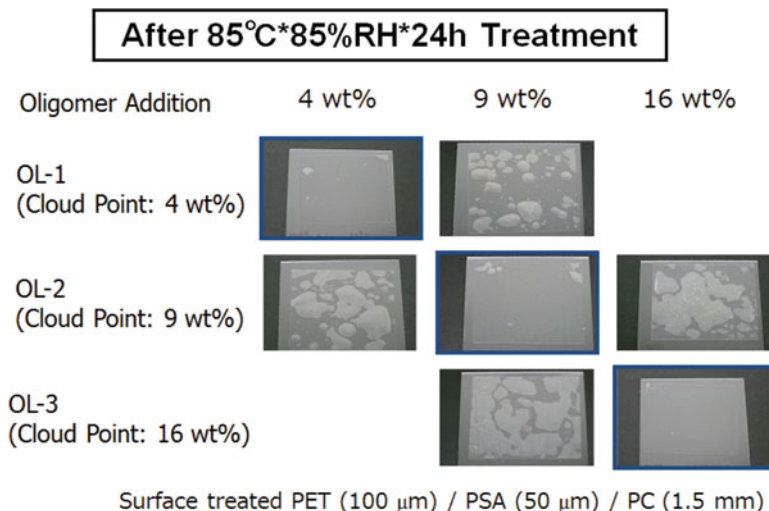 After 85℃*85%RH*24h Treatment
Oligomer Addition 4 wt% 9 wt% 16 wt%
OL-1
(Cloud Point: 4 wt%)
OL-2
(Cloud Point: 9 wt%)
OL-3
(Cloud Point: 16 wt%)
Surface treated PET (100 μm) / PSA (50 μm) / PC (1.5 mm)